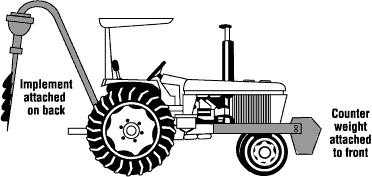 Implement
attached
on back
Counter
weight
attached
to front